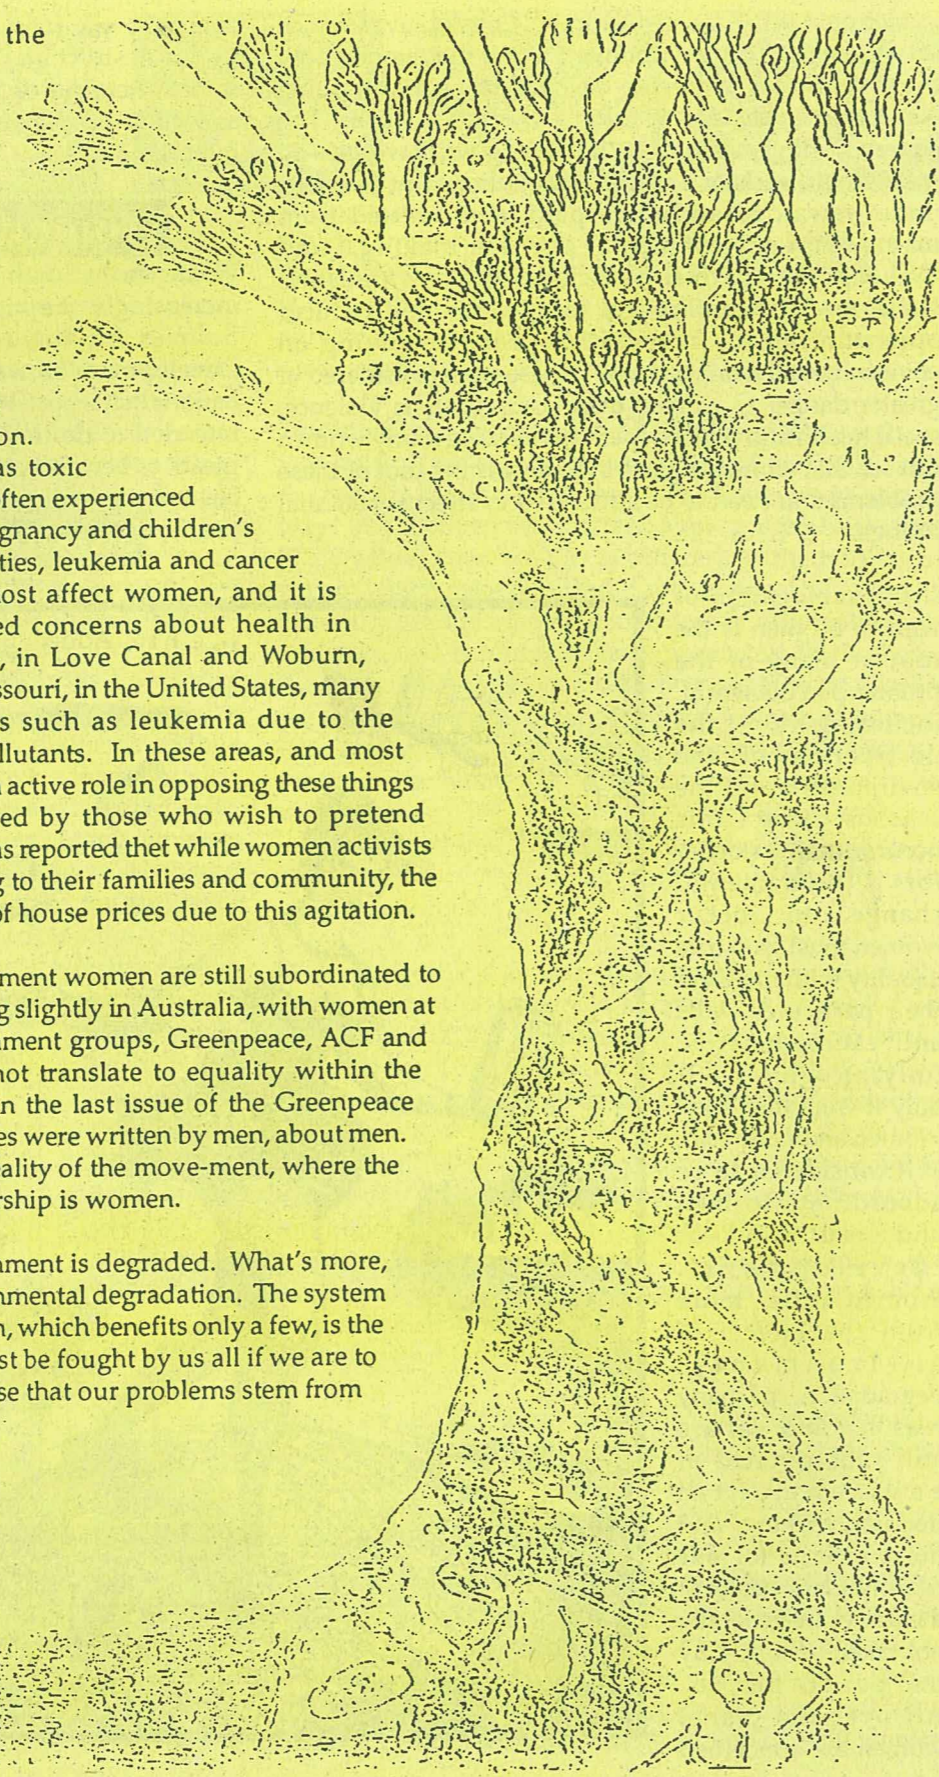 the
on.
as toxic
ften experienced
gnancy and children's
ties, leukemia and cancer
ost affect women, and it is
ed concerns about health in
, in Love Canal and Woburn,
ssouri, in the United States, many
s such as leukemia due to the
llutants. In these areas, and most
active role in opposing these things
ed by those who wish to pretend
as reported thet while women activists
g to their families and community, the
of house prices due to this agitation.
ment women are still subordinated to
g slightly in Australia, with women at
nment groups, Greenpeace, ACF and
not translate to equality within the
n the last issue of the Greenpeace
es were written by men, about men.
eality of the move-ment, where the
rship is women.
nment is degraded. What's more,
nmental degradation. The system
n, which benefits only a few, is the
st be fought by us all if we are to
se that our problems stem from